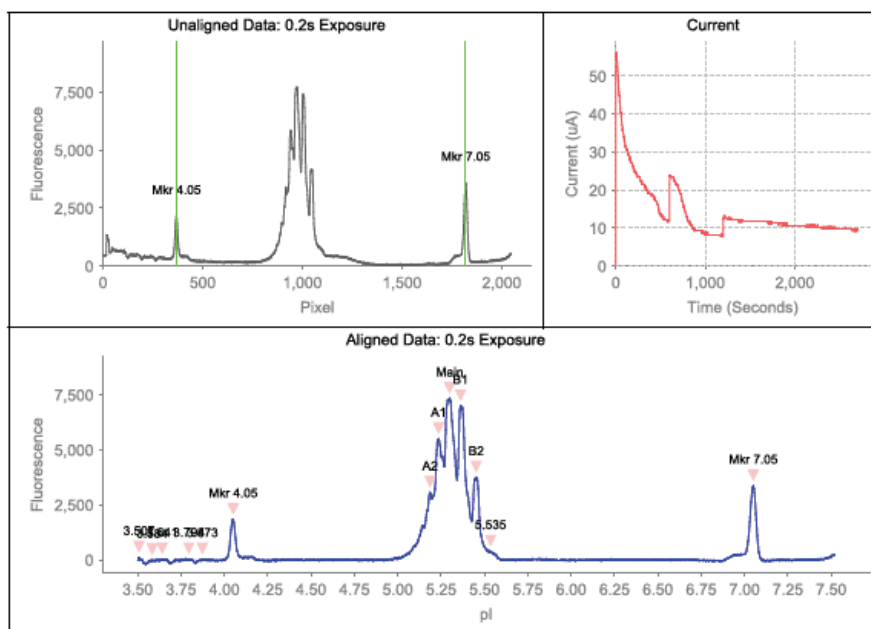 Unaligned Data: 0.2s Exposure
Fluorescence
7,500
5,000
2,500
0
Mkr 4.05
Mkr 7.05
0
500
1,000
1,500
2,000
Pixel
Current
Current (uA)
50
40
30
20
10
0
0
1,000
2,000
Time (Seconds)
Aligned Data: 0.2s Exposure
Fluorescence
7,500
5,000
2,500
0
Mkr 4.05
A2
A1
Main
B1
B2
5.535
Mkr 7.05
3.50
3.75
4.00
4.25
4.50
4.75
5.00
5.25
5.50
5.75
6.00
6.25
6.50
6.75
7.00
7.25
7.50
pI